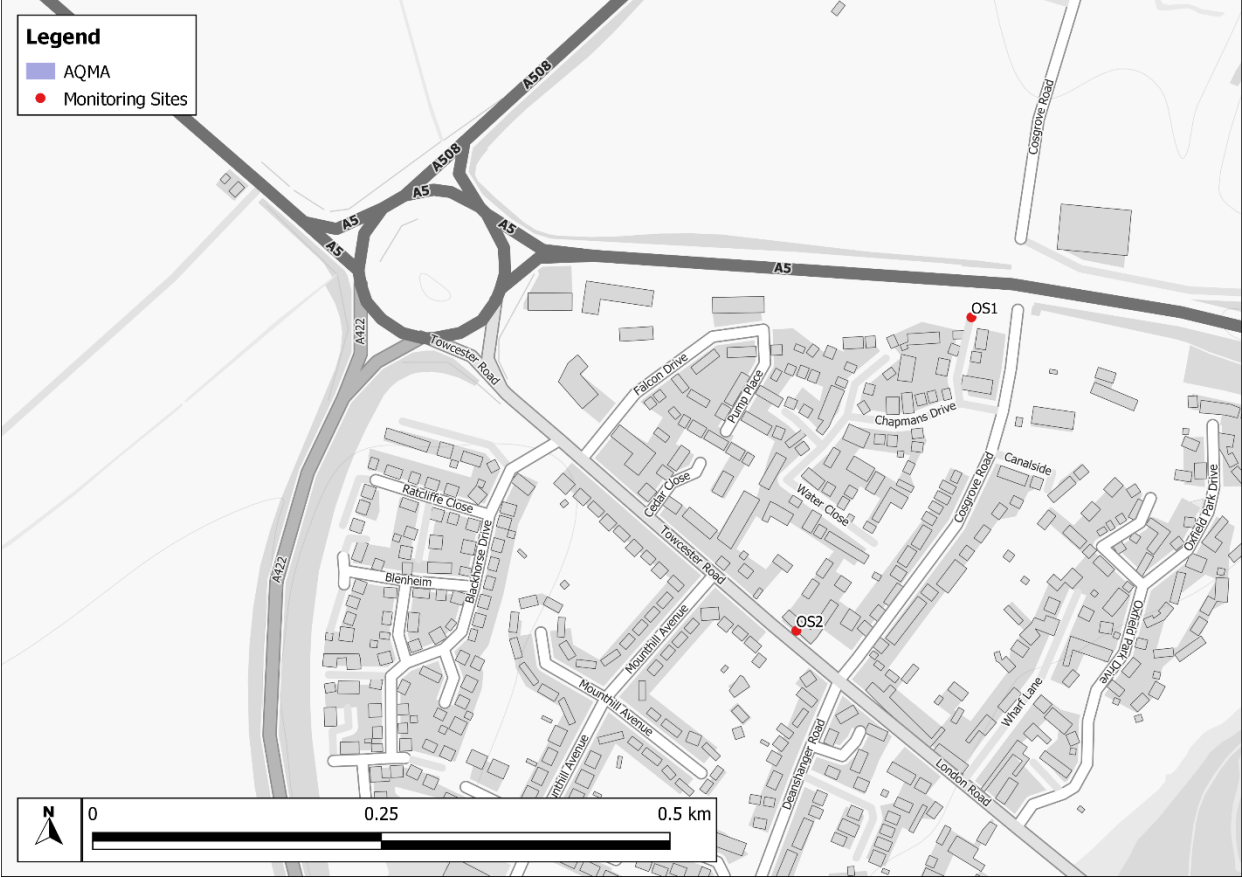 Legend
AQMA
Monitoring Sites
A508
Cosgrove Road
A508
A5
A5
A5
A5
A5
OS1
A422
Towcester Road
Falcon Drive
Pump Place
Chapmans Drive
Canalside
Ratcliffe Close
Cedar Close
Water Close
Cosgrove Road
Oxfield Park Drive
A422
Blenheim
Blackhorse Drive
Towcester Road
OS2
Mounthill Avenue
Oxfield Park Drive
Mounthill Avenue
Wharf Lane
unthill Avenue
Deanshanger Road
London Road
N
0 0.25 0.5 km